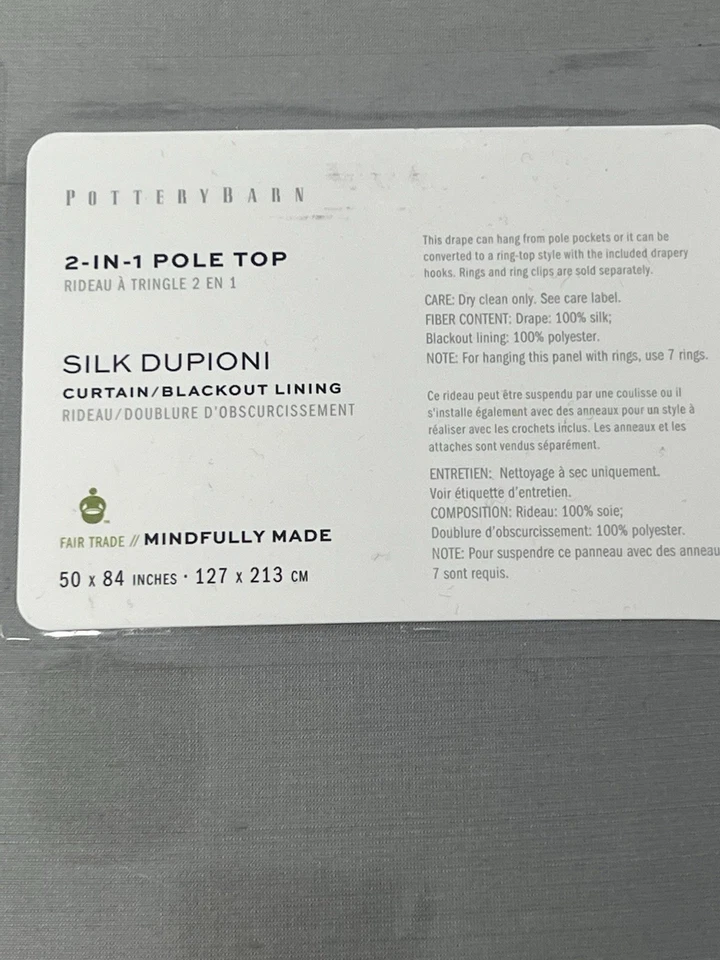 POTTERYBARN
2-IN-1 POLE TOP
RIDEAU À TRINGLE 2 EN 1
SILK DUPIONI
CURTAIN/BLACKOUT LINING
RIDEAU/DOUBLURE D'OBSCURCISSEMENT
FAIR TRADE // MINDFULLY MADE
50 x 84 INCHES · 127 x 213 CM
This drape can hang from pole pockets or it can be
converted to a ring-top style with the included drapery
hooks. Rings and ring clips are sold separately.
CARE: Dry clean only. See care label.
FIBER CONTENT: Drape: 100% silk;
Blackout lining: 100% polyester.
NOTE: For hanging this panel with rings, use 7 rings.
Ce rideau peut être suspendu par une coulisse ou il
s'installe également avec des anneaux pour un style à
réaliser avec les crochets inclus. Les anneaux et les
attaches sont vendus séparément.
ENTRETIEN: Nettoyage à sec uniquement.
Voir étiquette d'entretien.
COMPOSITION: Rideau: 100% soie;
Doublure d'obscurcissement: 100% polyester.
NOTE: Pour suspendre ce panneau avec des anneau
7 sont requis.